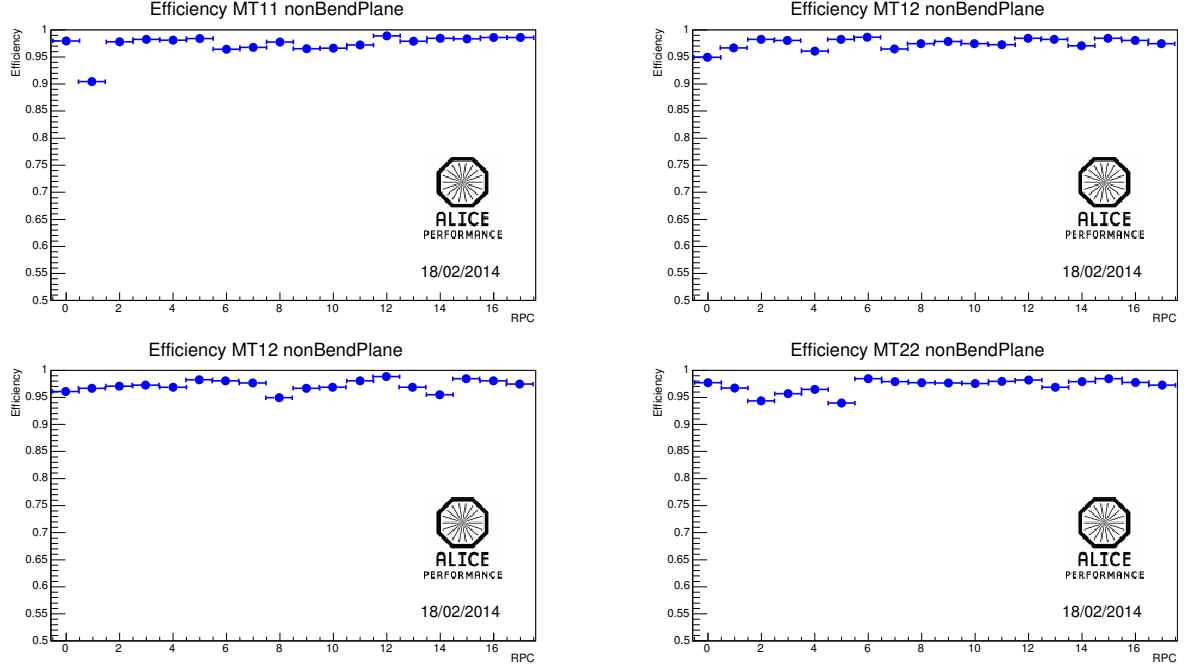 Efficiency MT11 nonBendPlane
Efficiency
1
0.95
0.9
0.85
0.8
0.75
0.7
0.65
0.6
0.55
0.5
0 2 4 6 8 10 12 14 16
RPC
ALICE
PERFORMANCE
18/02/2014
Efficiency MT12 nonBendPlane
Efficiency
1
0.95
0.9
0.85
0.8
0.75
0.7
0.65
0.6
0.55
0.5
0 2 4 6 8 10 12 14 16
RPC
ALICE
PERFORMANCE
18/02/2014
Efficiency MT12 nonBendPlane
Efficiency
1
0.95
0.9
0.85
0.8
0.75
0.7
0.65
0.6
0.55
0.5
0 2 4 6 8 10 12 14 16
RPC
ALICE
PERFORMANCE
18/02/2014
Efficiency MT22 nonBendPlane
Efficiency
1
0.95
0.9
0.85
0.8
0.75
0.7
0.65
0.6
0.55
0.5
0 2 4 6 8 10 12 14 16
RPC
ALICE
PERFORMANCE
18/02/2014